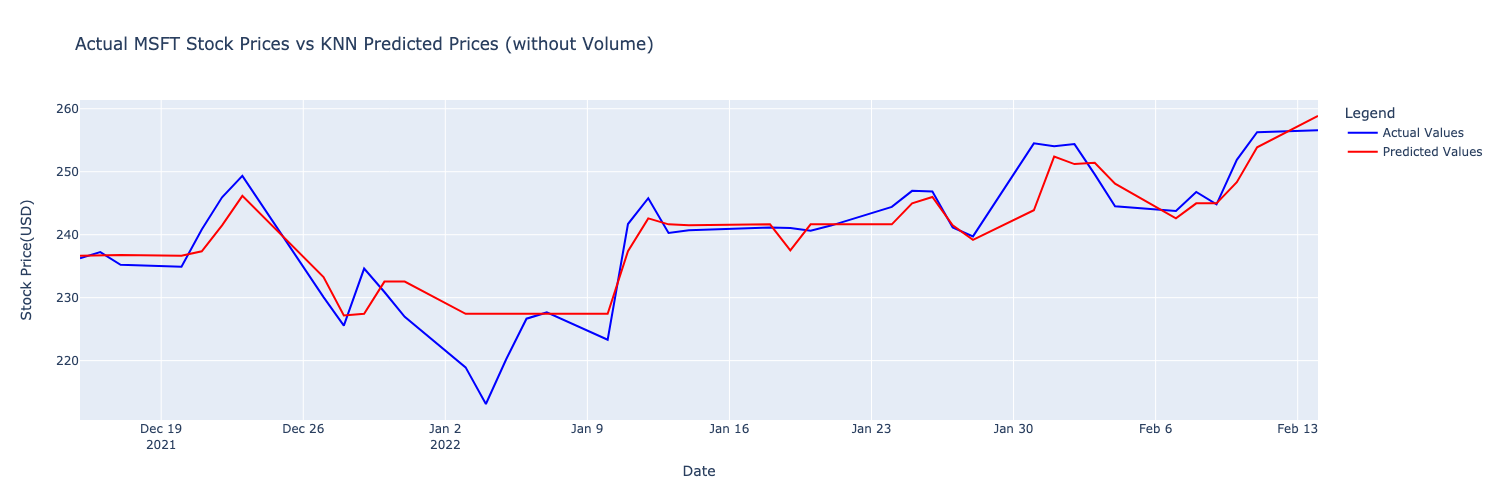 Actual MSFT Stock Prices vs KNN Predicted Prices (without Volume)
260
250
240
230
220
Stock Price(USD)
Dec 19
2021
Dec 26
Jan 2
2022
Jan 9
Jan 16
Jan 23
Jan 30
Feb 6
Feb 13
Date
Legend
Actual Values
Predicted Values